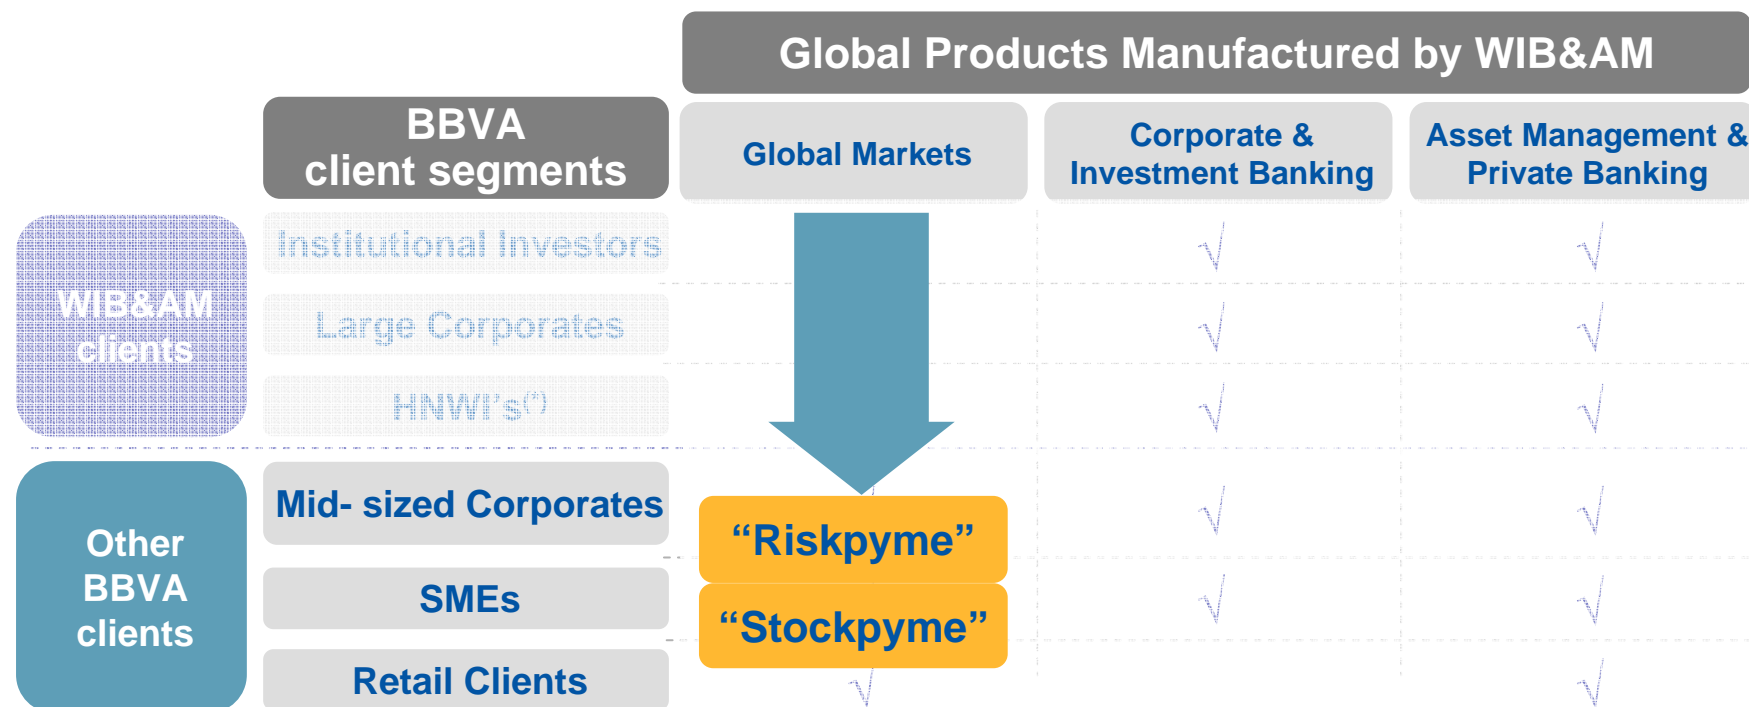 Global Products Manufactured by WIB&AM
BBVA
client segments
Global Markets
Corporate &
Investment Banking
Asset Management &
Private Banking
WIB&AM
clients
Institutional Investors
√ √
Large Corporates
√ √
HNWI's(*)
√ √
Other
BBVA
clients
Mid- sized Corporates
“Riskpyme”
√ √
SMEs
“Stockpyme”
√ √
Retail Clients
√ √